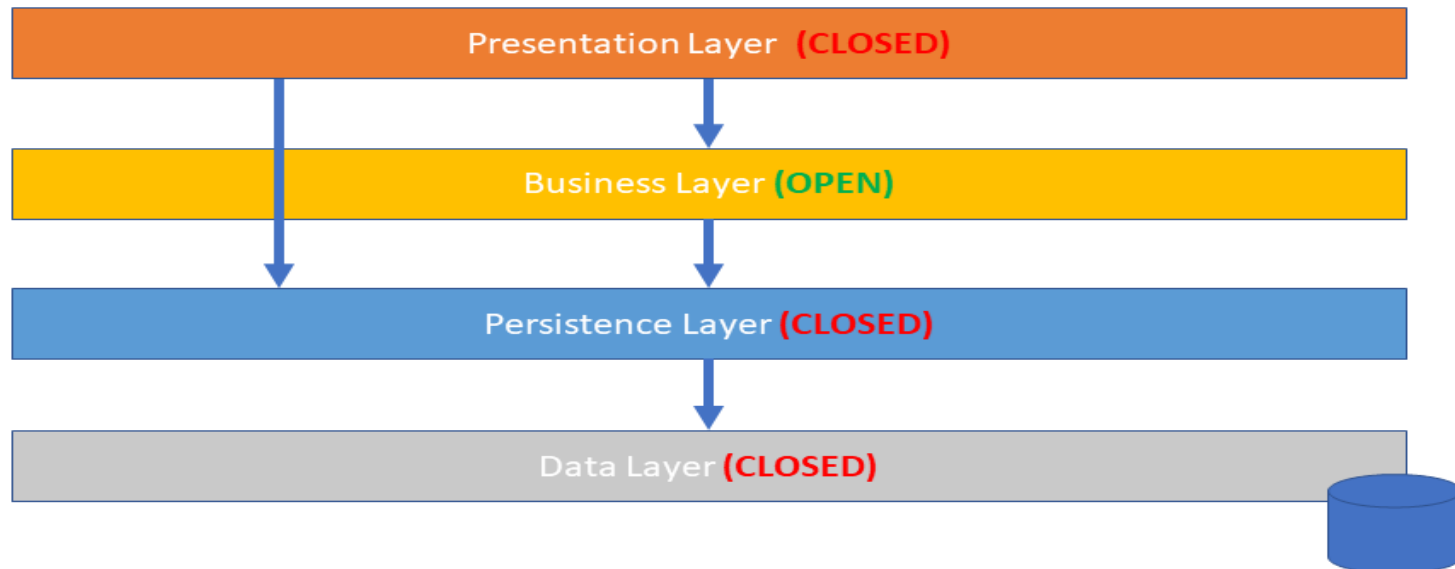 Presentation Layer (CLOSED)
Business Layer (OPEN)
Persistence Layer (CLOSED)
Data Layer (CLOSED)